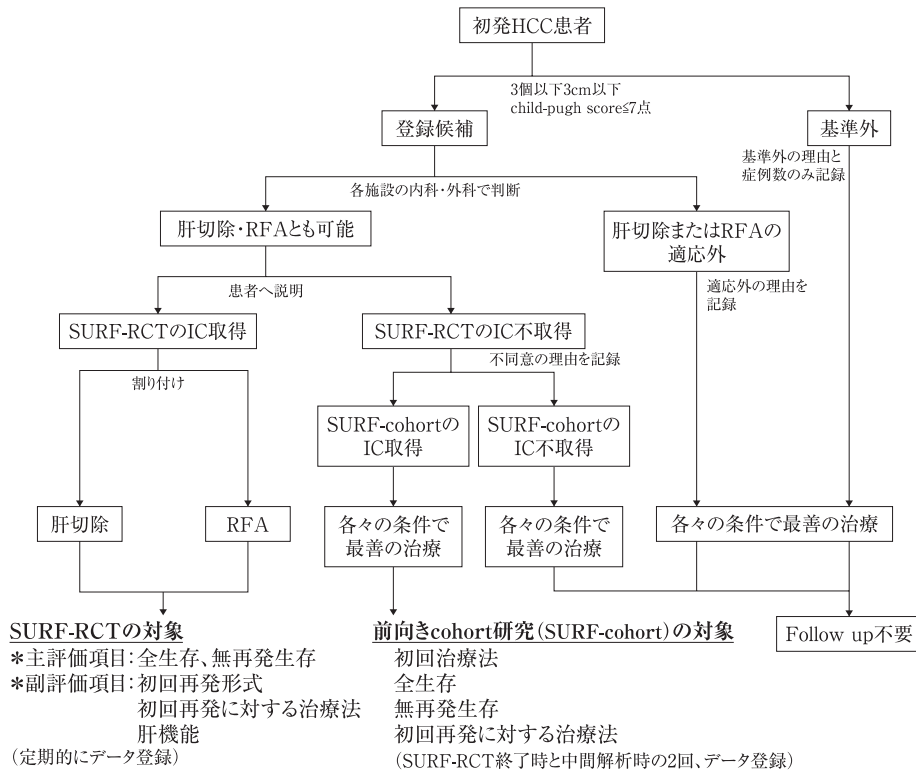 初発HCC患者
3個以下3cm以下
child-pugh score≦7点
登録候補
基準外
基準外の理由と
症例数のみ記録
各施設の内科・外科で判断
肝切除・RFAとも可能
肝切除またはRFAの
適応外
患者へ説明
適応外の理由を
記録
SURF-RCTのIC取得
SURF-RCTのIC不取得
不同意の理由を記録
割り付け
SURF-cohortの
IC取得
SURF-cohortの
IC不取得
肝切除
RFA
各々の条件で
最善の治療
各々の条件で
最善の治療
各々の条件で最善の治療
Follow up不要
SURF-RCTの対象
*主評価項目:全生存、無再発生存
*副評価項目:初回再発形式
初回再発に対する治療法
肝機能
(定期的にデータ登録)
前向きcohort研究(SURF-cohort)の対象
初回治療法
全生存
無再発生存
初回再発に対する治療法
(SURF-RCT終了時と中間解析時の2回、データ登録)